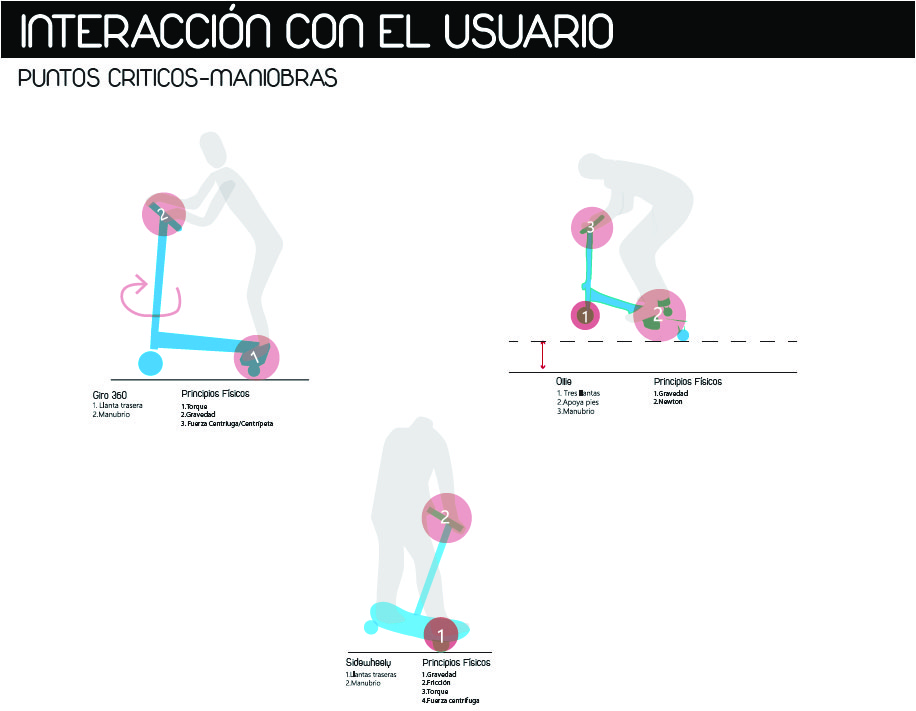 INTERACCIÓN CON EL USUARIO
PUNTOS CRITICOS-MANIOBRAS
2
1
Giro 360
1. Llanta trasera
2.Manubrio
Principios Físicos
1.Torque
2.Gravedad
3. Fuerza Centriuga/Centrípeta
3
1
2
Ollie
1. Tres llantas
2.Apoya pies
3.Manubrio
Principios Físicos
1.Gravedad
2.Newton
2
1
Sidewheely
1.Llantas traseras
2.Manubrio
Principios Físicos
1.Gravedad
2.Fricción
3.Torque
4.Fuerza centrífuga